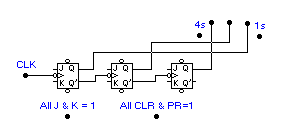 4s
1s
CLK
J Q
K Q'
J Q
K Q'
J Q
K Q'
All J & K = 1
All CLR & PR=1